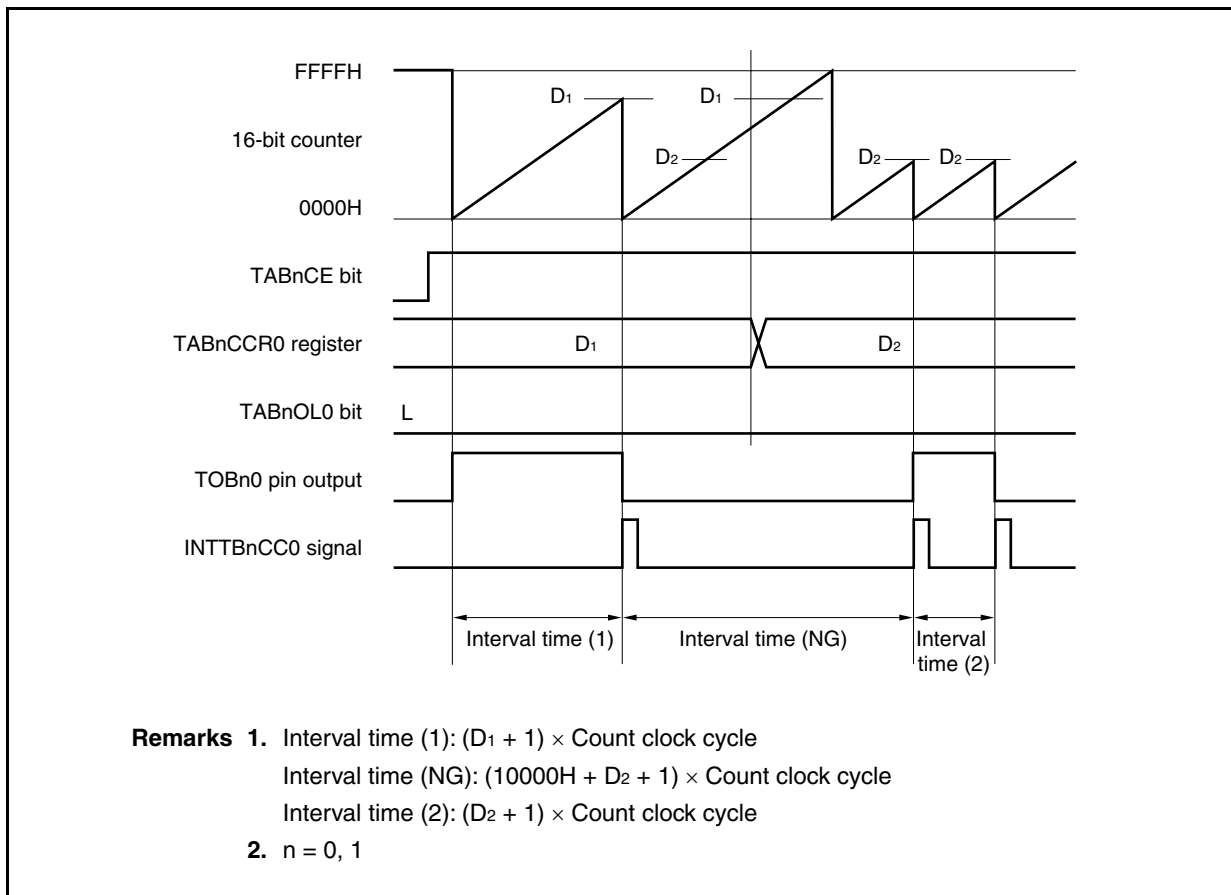 FFFFH
D1
D1
16-bit counter
D2
D2
D2
0000H
TABnCE bit
TABnCCR0 register
D1
D2
TABnOL0 bit
L
TOBn0 pin output
INTTBnCC0 signal
Interval time (1)
Interval time (NG)
Interval
time (2)
Remarks 1. Interval time (1): (D1 + 1) × Count clock cycle
Interval time (NG): (10000H + D2 + 1) × Count clock cycle
Interval time (2): (D2 + 1) × Count clock cycle
2. n = 0, 1